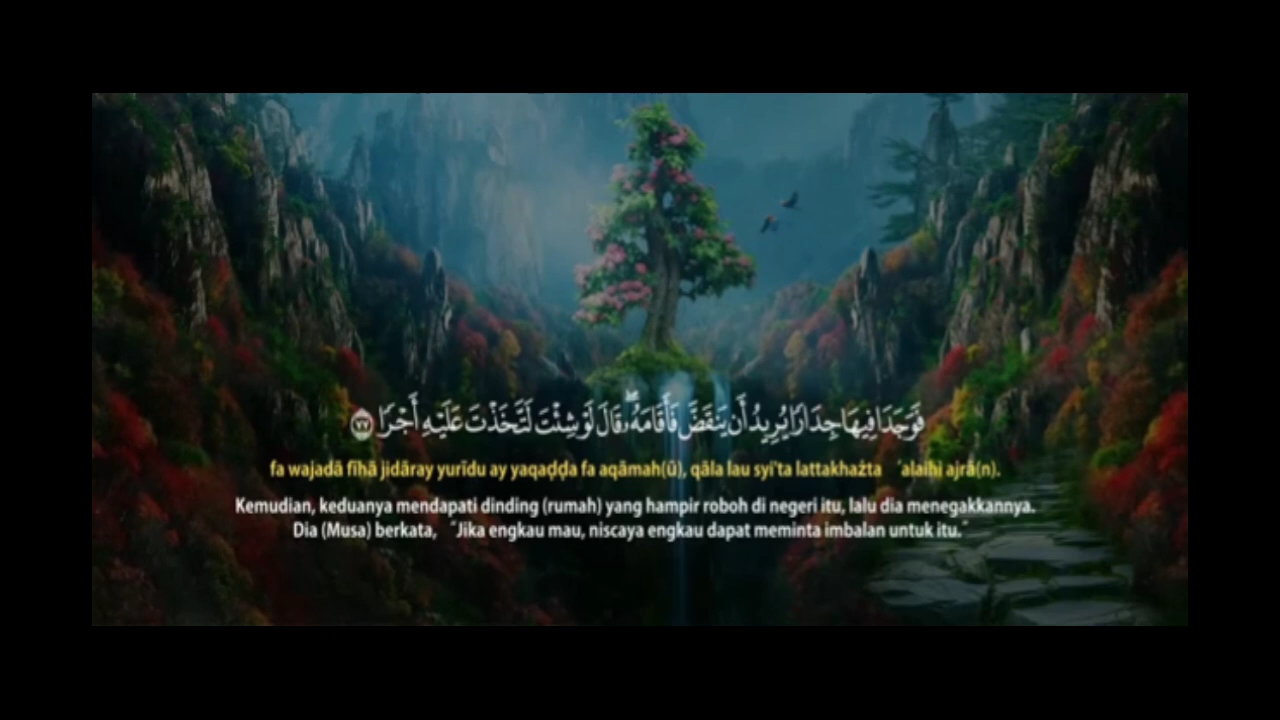 فَوَجَدَا فِيهَا جِدَارًا يُرِيدُ أَن يَنقَضَّ فَأَقَامَهُۥۖ قَالَ لَوْ شِئْتَ لَتَّخَذْتَ عَلَيْهِ أَجْرًا ٧٧
fa wajadā fīhā jidāray yurīdu ay yaqaḍḍa fa aqāmah(ū), qāla lau syi'ta lattakhażta ‘alaihi ajrā(n).
Kemudian, keduanya mendapati dinding (rumah) yang hampir roboh di negeri itu, lalu dia menegakkannya.
Dia (Musa) berkata, “Jika engkau mau, niscaya engkau dapat meminta imbalan untuk itu.”